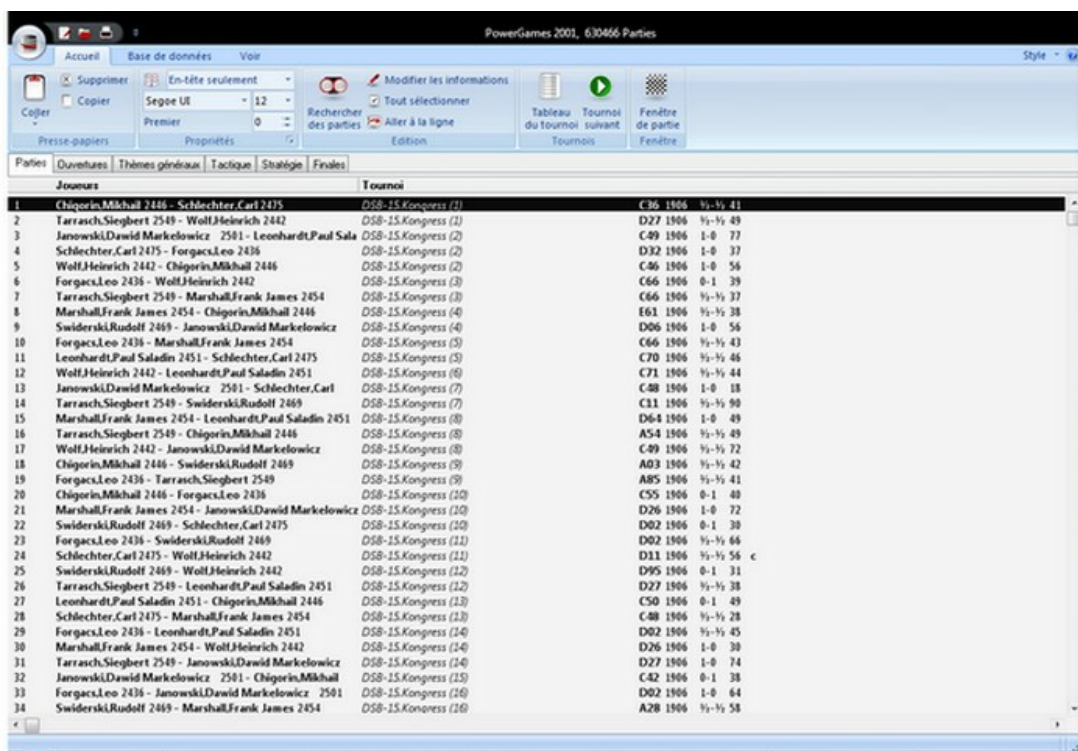 PowerGames 2001, 630466 Parties
Accueil Base de données Voir Style
Coller Supprimer Copier
Presse-papiers
En-tête seulement
Segoe UI 12
Premier 0
Propriétés
Rechercher des parties
Modifier les informations
Tout sélectionner
Aller à la ligne
Edition
Tableau du tournoi
Tournoi suivant
Tournois
Fenêtre de partie
Fenêtre
Parties Ouvertures Thèmes généraux Tactique Stratégie Finales
Joueurs Tournoi
1 Chigorin,Mikhail 2446 - Schlechter,Carl 2475 DSB-15.Kongress (1) C36 1906 ½-½ 41
2 Tarrasch,Siegbert 2549 - Wolf,Heinrich 2442 DSB-15.Kongress (1) D27 1906 ½-½ 49
3 Janowski,Dawid Markelowicz 2501 - Leonhardt,Paul Sala DSB-15.Kongress (2) C49 1906 1-0 77
4 Schlechter,Carl 2475 - Forgacs,Leo 2436 DSB-15.Kongress (2) D32 1906 1-0 37
5 Wolf,Heinrich 2442 - Chigorin,Mikhail 2446 DSB-15.Kongress (2) C46 1906 1-0 56
6 Forgacs,Leo 2436 - Wolf,Heinrich 2442 DSB-15.Kongress (3) C66 1906 0-1 39
7 Tarrasch,Siegbert 2549 - Marshall,Frank James 2454 DSB-15.Kongress (3) C66 1906 ½-½ 37
8 Marshall,Frank James 2454 - Chigorin,Mikhail 2446 DSB-15.Kongress (4) E61 1906 ½-½ 38
9 Swiderski,Rudolf 2469 - Janowski,Dawid Markelowicz DSB-15.Kongress (4) D06 1906 1-0 56
10 Forgacs,Leo 2436 - Marshall,Frank James 2454 DSB-15.Kongress (5) C66 1906 ½-½ 43
11 Leonhardt,Paul Saladin 2451 - Schlechter,Carl 2475 DSB-15.Kongress (5) C70 1906 ½-½ 46
12 Wolf,Heinrich 2442 - Leonhardt,Paul Saladin 2451 DSB-15.Kongress (6) C71 1906 ½-½ 44
13 Janowski,Dawid Markelowicz 2501 - Schlechter,Carl DSB-15.Kongress (7) C48 1906 1-0 18
14 Tarrasch,Siegbert 2549 - Swiderski,Rudolf 2469 DSB-15.Kongress (7) C11 1906 ½-½ 90
15 Marshall,Frank James 2454 - Leonhardt,Paul Saladin 2451 DSB-15.Kongress (8) D64 1906 1-0 49
16 Tarrasch,Siegbert 2549 - Chigorin,Mikhail 2446 DSB-15.Kongress (8) A54 1906 ½-½ 49
17 Wolf,Heinrich 2442 - Janowski,Dawid Markelowicz DSB-15.Kongress (8) C49 1906 ½-½ 72
18 Chigorin,Mikhail 2446 - Swiderski,Rudolf 2469 DSB-15.Kongress (9) A03 1906 ½-½ 42
19 Forgacs,Leo 2436 - Tarrasch,Siegbert 2549 DSB-15.Kongress (9) A85 1906 ½-½ 41
20 Chigorin,Mikhail 2446 - Forgacs,Leo 2436 DSB-15.Kongress (10) C55 1906 0-1 40
21 Marshall,Frank James 2454 - Janowski,Dawid Markelowicz DSB-15.Kongress (10) D26 1906 1-0 72
22 Swiderski,Rudolf 2469 - Schlechter,Carl 2475 DSB-15.Kongress (10) D02 1906 0-1 30
23 Forgacs,Leo 2436 - Swiderski,Rudolf 2469 DSB-15.Kongress (11) D02 1906 ½-½ 66
24 Schlechter,Carl 2475 - Wolf,Heinrich 2442 DSB-15.Kongress (11) D11 1906 ½-½ 56 c
25 Swiderski,Rudolf 2469 - Wolf,Heinrich 2442 DSB-15.Kongress (12) D95 1906 0-1 31
26 Tarrasch,Siegbert 2549 - Leonhardt,Paul Saladin 2451 DSB-15.Kongress (12) D27 1906 ½-½ 38
27 Leonhardt,Paul Saladin 2451 - Chigorin,Mikhail 2446 DSB-15.Kongress (13) C50 1906 0-1 49
28 Schlechter,Carl 2475 - Marshall,Frank James 2454 DSB-15.Kongress (13) C48 1906 ½-½ 28
29 Forgacs,Leo 2436 - Leonhardt,Paul Saladin 2451 DSB-15.Kongress (14) D02 1906 ½-½ 45
30 Marshall,Frank James 2454 - Wolf,Heinrich 2442 DSB-15.Kongress (14) D26 1906 1-0 30
31 Tarrasch,Siegbert 2549 - Janowski,Dawid Markelowicz DSB-15.Kongress (14) D27 1906 1-0 74
32 Janowski,Dawid Markelowicz 2501 - Chigorin,Mikhail DSB-15.Kongress (15) C42 1906 0-1 38
33 Forgacs,Leo 2436 - Janowski,Dawid Markelowicz 2501 DSB-15.Kongress (16) D02 1906 1-0 64
34 Swiderski,Rudolf 2469 - Marshall,Frank James 2454 DSB-15.Kongress (16) A28 1906 ½-½ 58